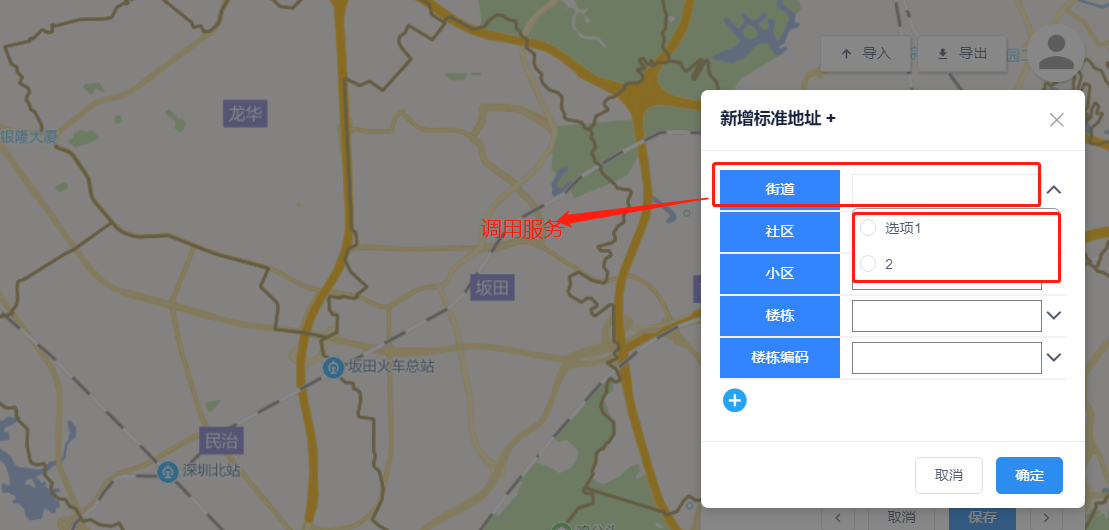 导入
导出
园二
龙华
银隆大厦
新增标准地址 +
街道
调用服务
选项1
社区
2
小区
坂田
楼栋
坂田火车总站
楼栋编码
民治
深圳北站
取消
确定
取消
保存